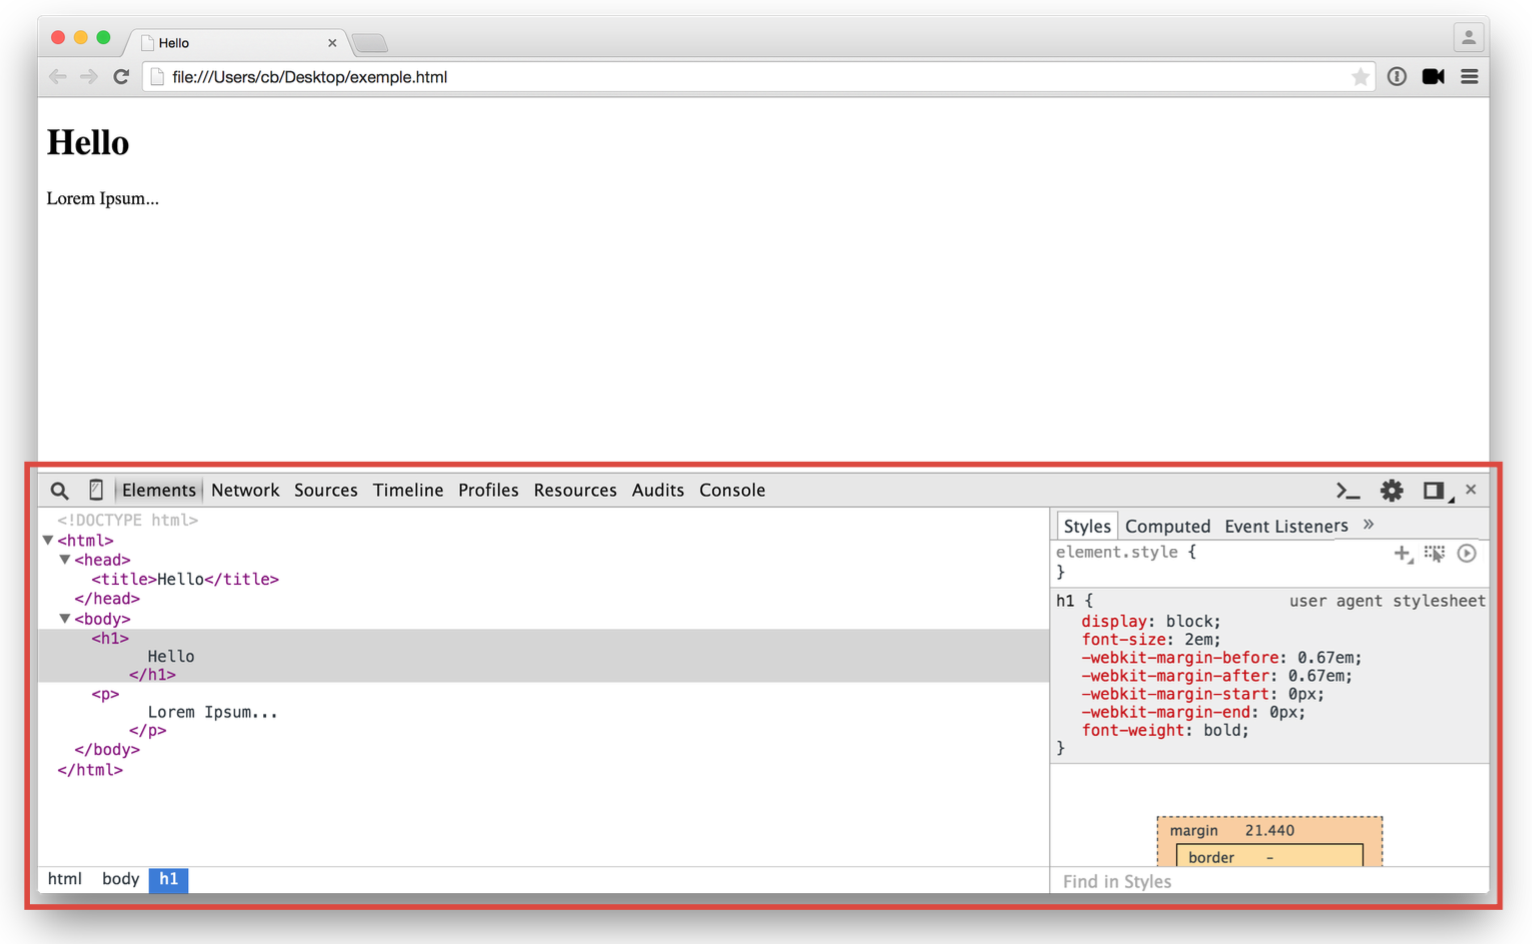 Hello
file:///Users/cb/Desktop/exemple.html
Hello
Lorem Ipsum...
Elements Network Sources Timeline Profiles Resources Audits Console
<!DOCTYPE html>
<html>
<head>
<title>Hello</title>
</head>
<body>
<h1>
Hello
</h1>
<p>
Lorem Ipsum...
</p>
</body>
</html>
html body h1
Styles Computed Event Listeners »
element.style {
}
h1 { user agent stylesheet
display: block;
font-size: 2em;
-webkit-margin-before: 0.67em;
-webkit-margin-after: 0.67em;
-webkit-margin-start: 0px;
-webkit-margin-end: 0px;
font-weight: bold;
}
margin 21.440
border -
Find in Styles